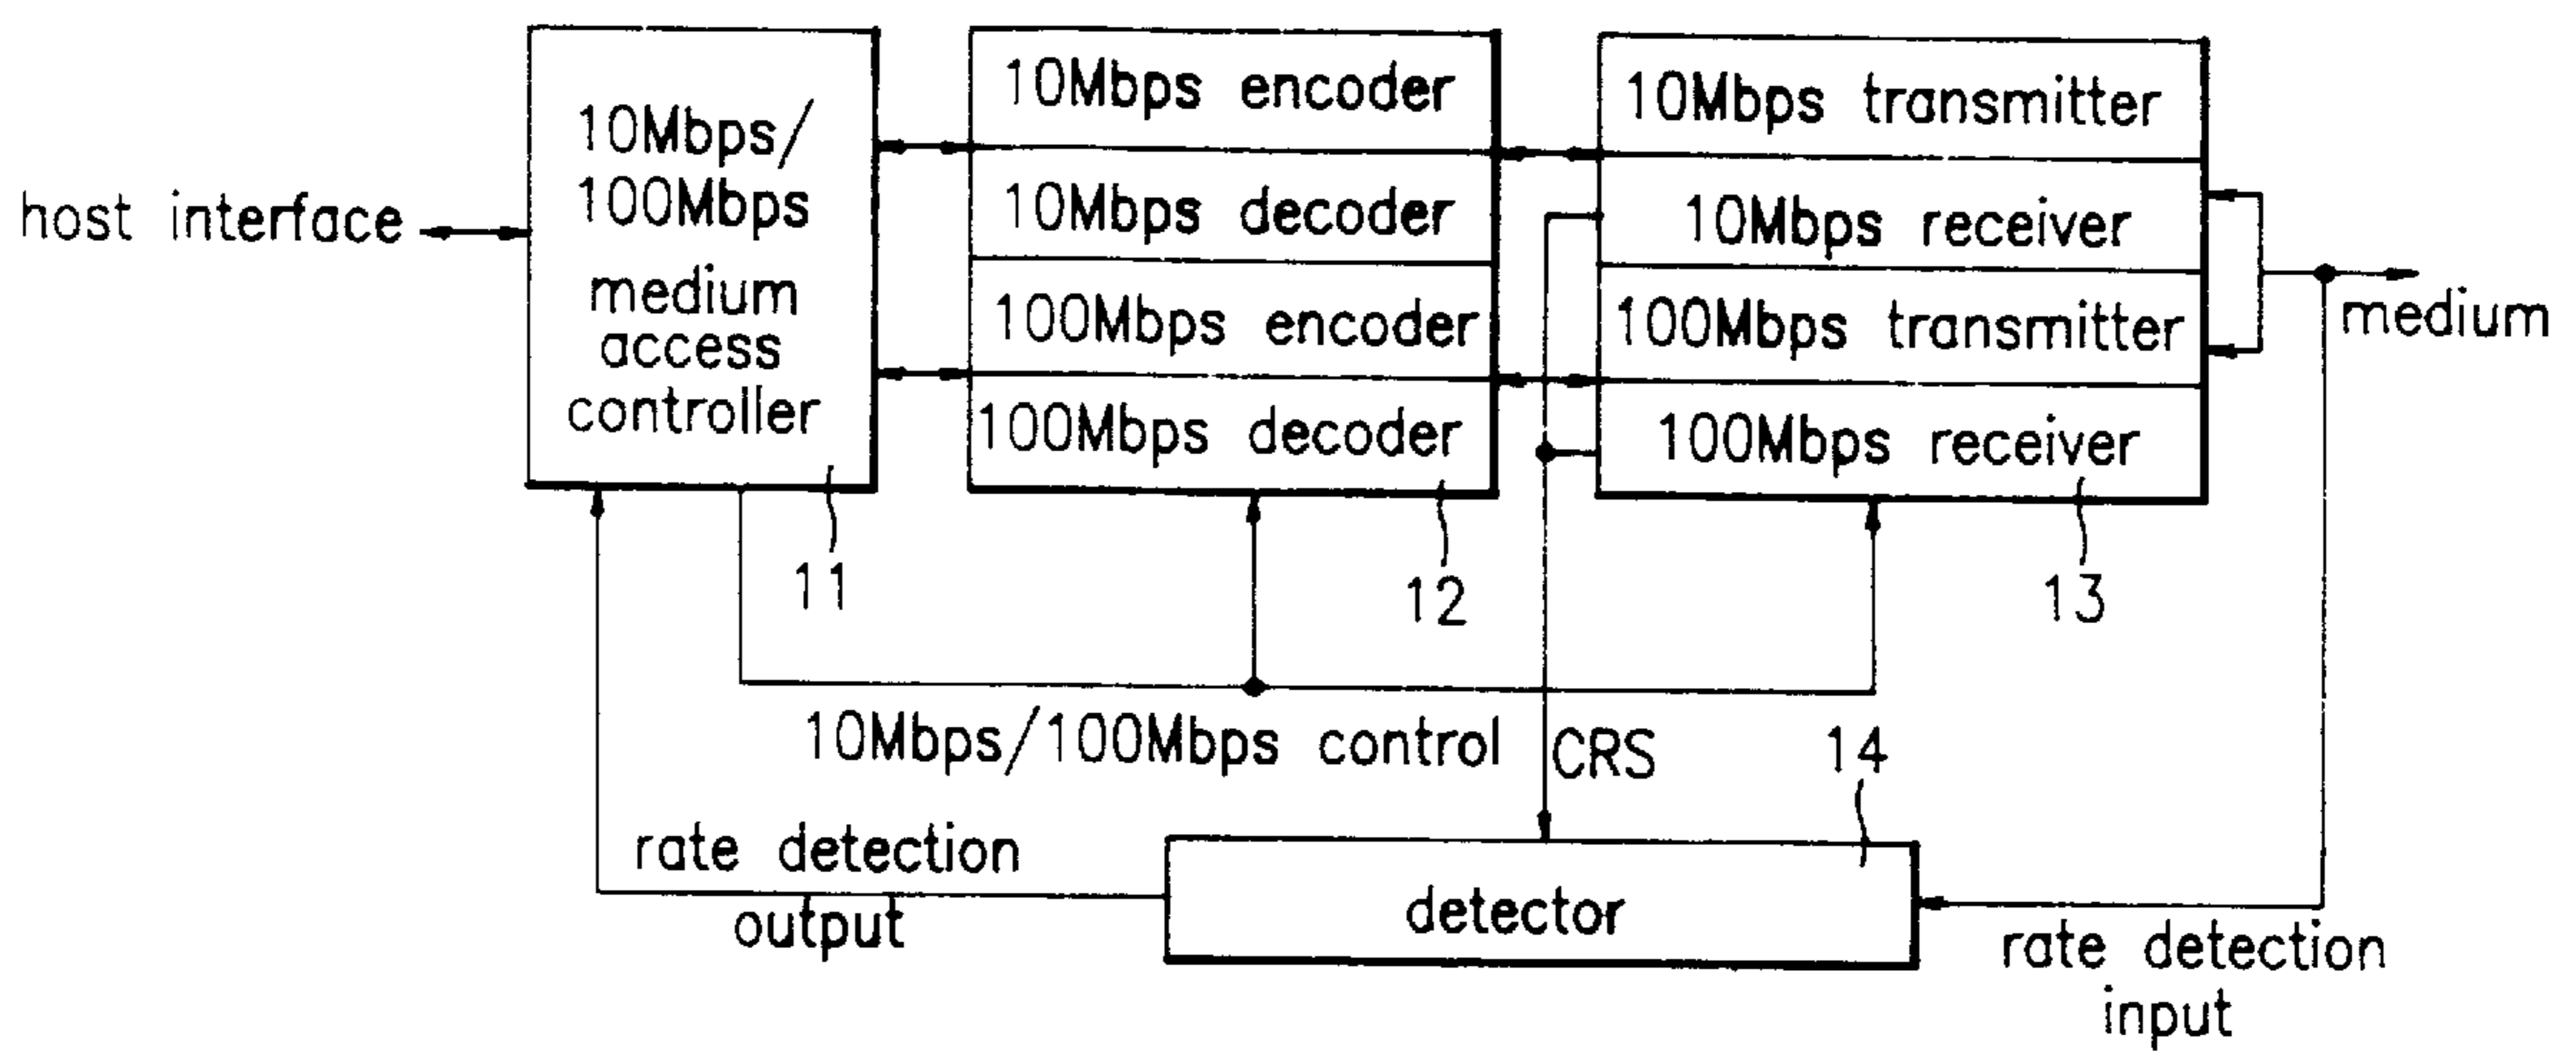 host interface
10Mbps/
100Mbps
medium
access
controller
11
10Mbps encoder
10Mbps decoder
100Mbps encoder
100Mbps decoder
12
10Mbps transmitter
10Mbps receiver
100Mbps transmitter
100Mbps receiver
13
medium
10Mbps/100Mbps control
CRS
14
rate detection
output
detector
rate detection
input